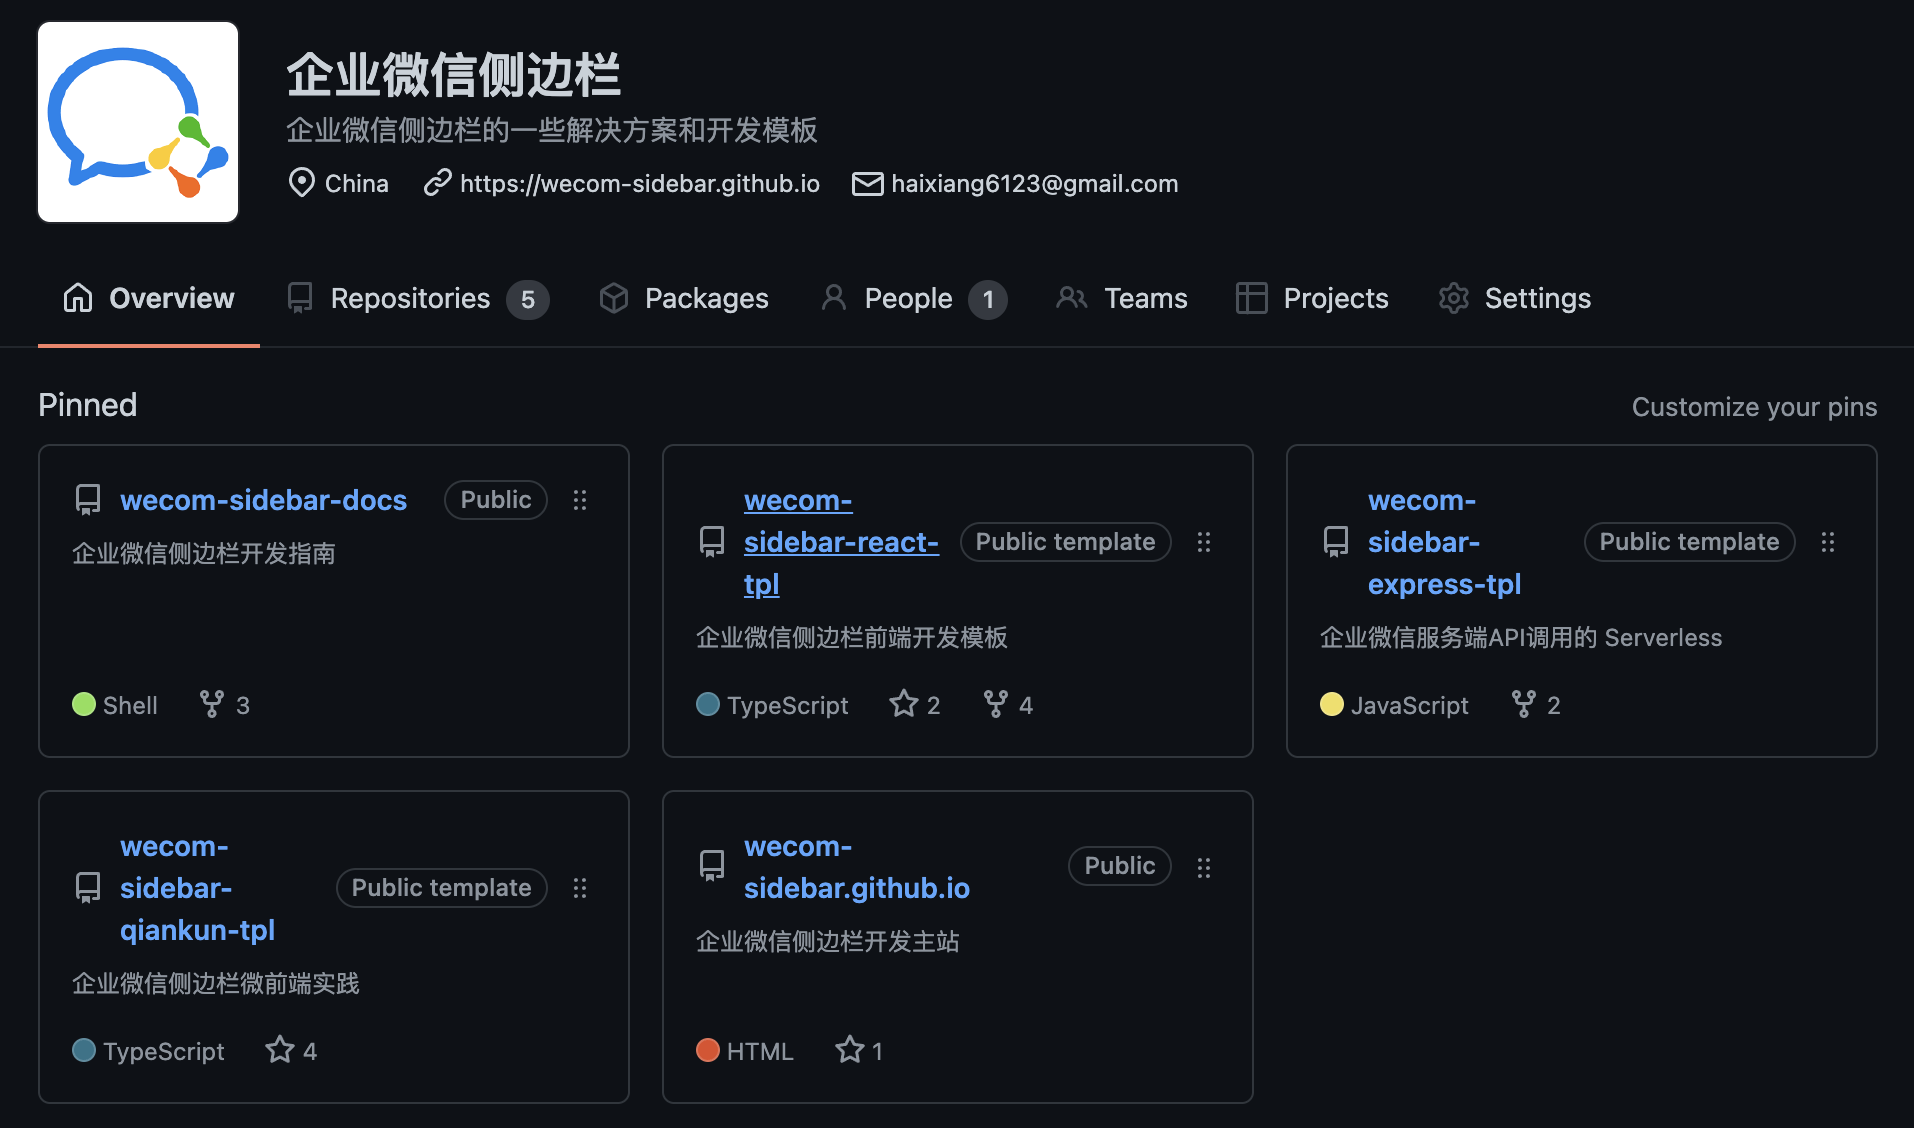 企业微信侧边栏
企业微信侧边栏的一些解决方案和开发模板
China https://wecom-sidebar.github.io haixiang6123@gmail.com
Overview Repositories 5 Packages People 1 Teams Projects Settings
Pinned Customize your pins
wecom-sidebar-docs Public
企业微信侧边栏开发指南
Shell 3
wecom-
sidebar-react-
tpl
Public template
企业微信侧边栏前端开发模板
TypeScript 2 4
wecom-
sidebar-
express-tpl
Public template
企业微信服务端API调用的 Serverless
JavaScript 2
wecom-
sidebar-
qiankun-tpl
Public template
企业微信侧边栏微前端实践
TypeScript 4
wecom-
sidebar.github.io
Public
企业微信侧边栏开发主站
HTML 1